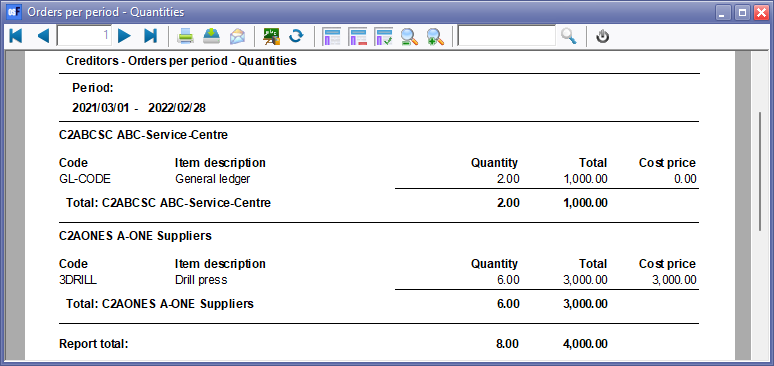 Orders per period - Quantities
1
Creditors - Orders per period - Quantities
Period:
2021/03/01 - 2022/02/28
C2ABCSC ABC-Service-Centre
Code Item description Quantity Total Cost price
GL-CODE General ledger 2.00 1,000.00 0.00
Total: C2ABCSC ABC-Service-Centre 2.00 1,000.00
C2AONES A-ONE Suppliers
Code Item description Quantity Total Cost price
3DRILL Drill press 6.00 3,000.00 3,000.00
Total: C2AONES A-ONE Suppliers 6.00 3,000.00
Report total: 8.00 4,000.00